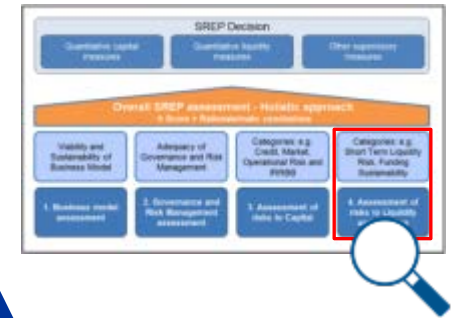 SREP Decision
Quantitative capital
measures
Quantitative liquidity
measures
Other supervisory
measures
Overall SREP assessment - Holistic approach
Viability and
Sustainability of
Business Model
Adequacy of
Governance and Risk
Management
Categories: e.g.
Credit, Market,
Operational Risk and
IRRBB
Categories: e.g.
Short Term Liquidity
Risk, Funding
Sustainability
1. Business model
assessment
2. Governance and
Risk Management
assessment
3. Assessment of
risks to Capital
4. Assessment of
risks to Liquidity